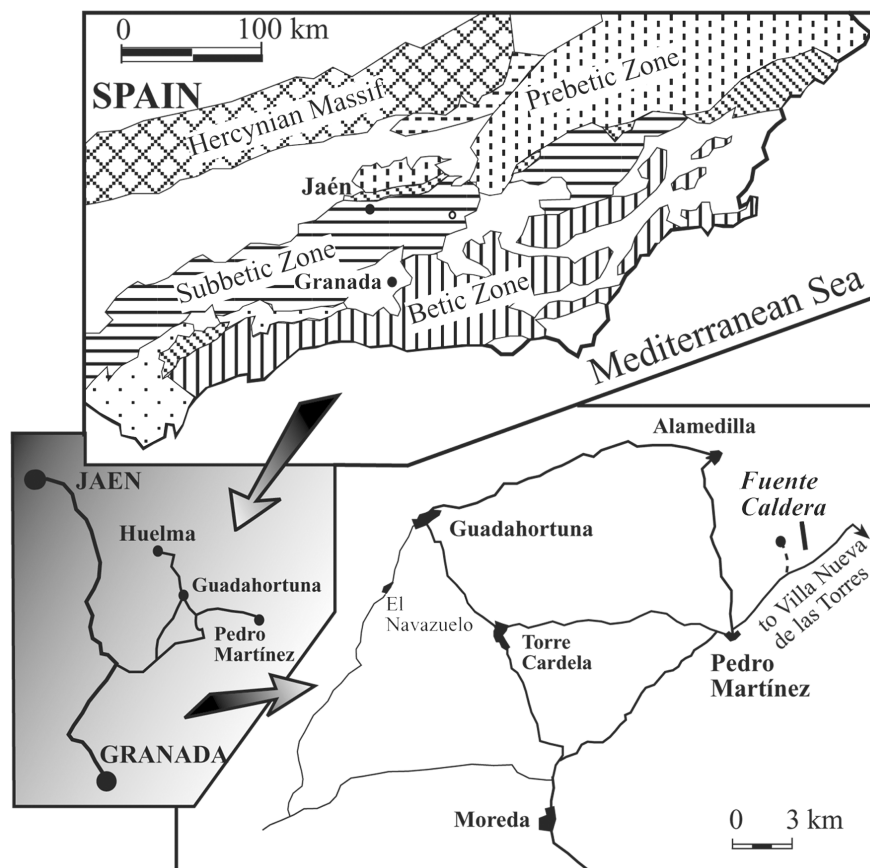 0 100 km
SPAIN
Hercynian Massif
Prebetic Zone
Jaén
Subbetic Zone
Granada
Betic Zone
Mediterranean Sea
JAEN
Huelma
Guadahortuna
Pedro
Martínez
GRANADA
Alamedilla
Fuente
Caldera
Guadahortuna
to Villa Nueva
de las Torres
El
Navazuelo
Torre
Cardela
Pedro
Martínez
Moreda
0 3 km